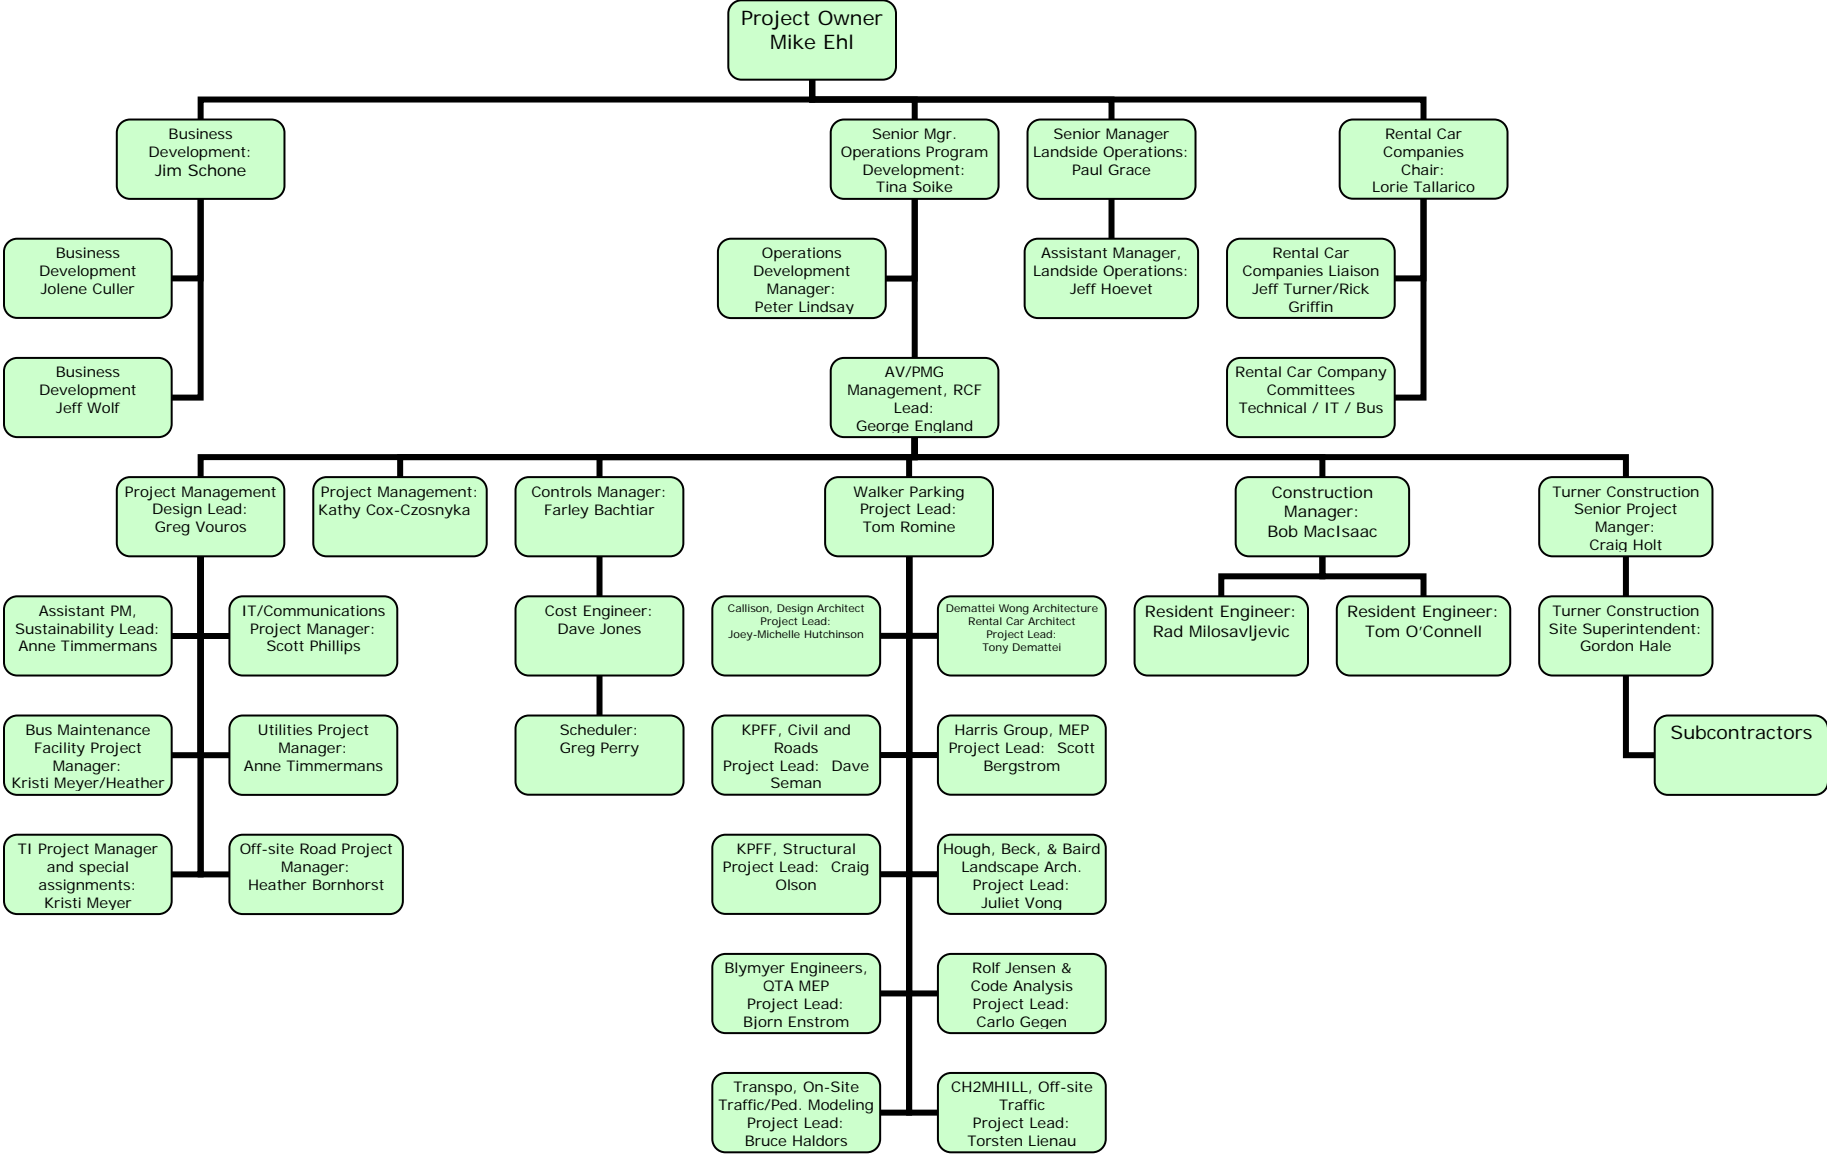 Project Owner
Mike Ehl
Business
Development:
Jim Schone
Senior Mgr.
Operations Program
Development:
Tina Soike
Senior Manager
Landside Operations:
Paul Grace
Rental Car
Companies
Chair:
Lorie Tallarico
Business
Development
Jolene Culler
Operations
Development
Manager:
Peter Lindsay
Assistant Manager,
Landside Operations:
Jeff Hoevet
Rental Car
Companies Liaison
Jeff Turner/Rick
Griffin
Business
Development
Jeff Wolf
AV/PMG
Management, RCF
Lead:
George England
Rental Car Company
Committees
Technical / IT / Bus
Project Management
Design Lead:
Greg Vouros
Project Management:
Kathy Cox-Czosnyka
Controls Manager:
Farley Bachtiar
Walker Parking
Project Lead:
Tom Romine
Construction
Manager:
Bob MacIsaac
Turner Construction
Senior Project
Manger:
Craig Holt
Assistant PM,
Sustainability Lead:
Anne Timmermans
IT/Communications
Project Manager:
Scott Phillips
Cost Engineer:
Dave Jones
Callison, Design Architect
Project Lead:
Joey-Michelle Hutchinson
Demattei Wong Architecture
Rental Car Architect
Project Lead:
Tony Demattei
Resident Engineer:
Rad Milosavljevic
Resident Engineer:
Tom O’Connell
Turner Construction
Site Superintendent:
Gordon Hale
Bus Maintenance
Facility Project
Manager:
Kristi Meyer/Heather
Utilities Project
Manager:
Anne Timmermans
Scheduler:
Greg Perry
KPFF, Civil and
Roads
Project Lead: Dave
Seman
Harris Group, MEP
Project Lead: Scott
Bergstrom
Subcontractors
TI Project Manager
and special
assignments:
Kristi Meyer
Off-site Road Project
Manager:
Heather Bornhorst
KPFF, Structural
Project Lead: Craig
Olson
Hough, Beck, & Baird
Landscape Arch.
Project Lead:
Juliet Vong
Blymyer Engineers,
QTA MEP
Project Lead:
Bjorn Enstrom
Rolf Jensen &
Code Analysis
Project Lead:
Carlo Gegen
Transpo, On-Site
Traffic/Ped. Modeling
Project Lead:
Bruce Haldors
CH2MHILL, Off-site
Traffic
Project Lead:
Torsten Lienau